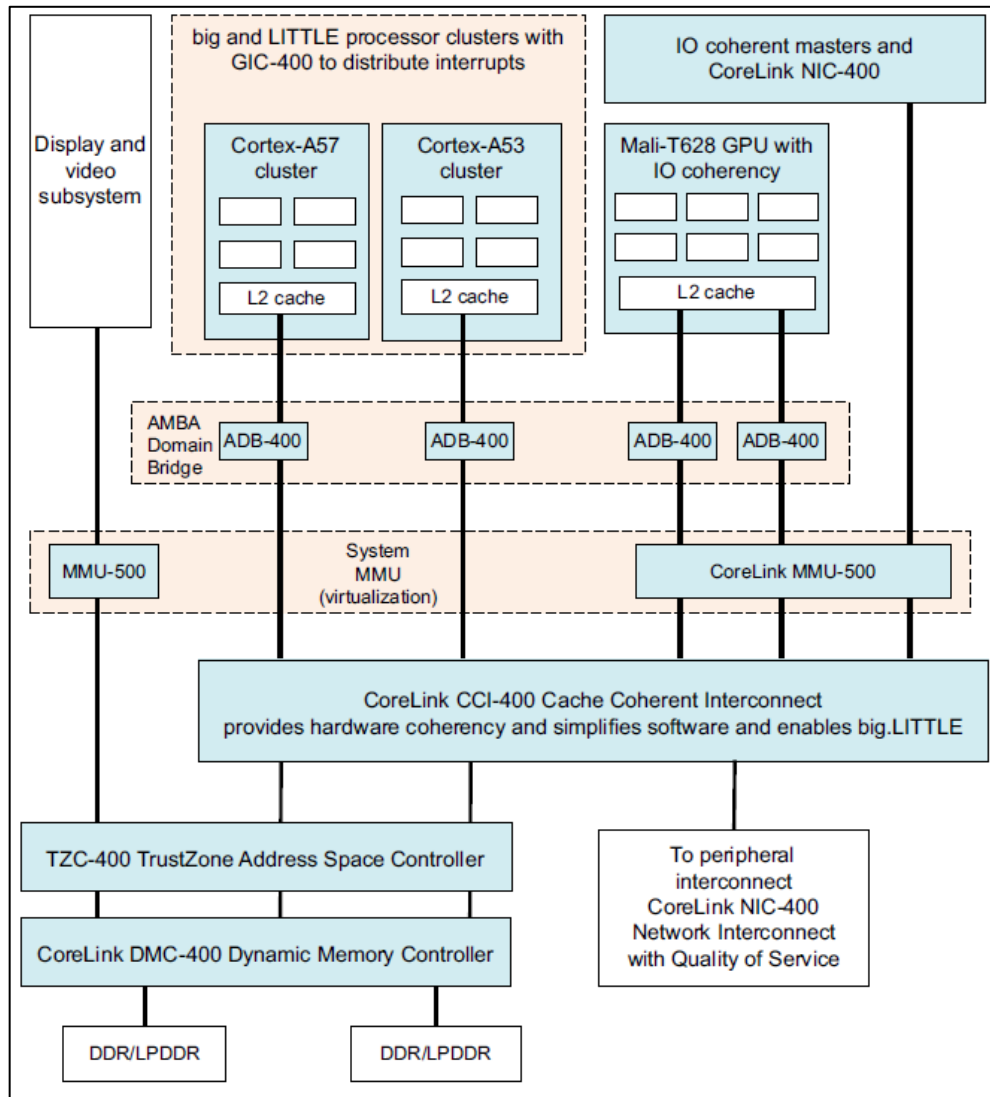 big and LITTLE processor clusters with
GIC-400 to distribute interrupts
IO coherent masters and
CoreLink NIC-400
Display and
video
subsystem
Cortex-A57
cluster
L2 cache
Cortex-A53
cluster
L2 cache
Mali-T628 GPU with
IO coherency
L2 cache
AMBA
Domain
Bridge
ADB-400
ADB-400
ADB-400
ADB-400
MMU-500
System
MMU
(virtualization)
CoreLink MMU-500
CoreLink CCI-400 Cache Coherent Interconnect
provides hardware coherency and simplifies software and enables big.LITTLE
TZC-400 TrustZone Address Space Controller
CoreLink DMC-400 Dynamic Memory Controller
To peripheral
interconnect
CoreLink NIC-400
Network Interconnect
with Quality of Service
DDR/LPDDR
DDR/LPDDR